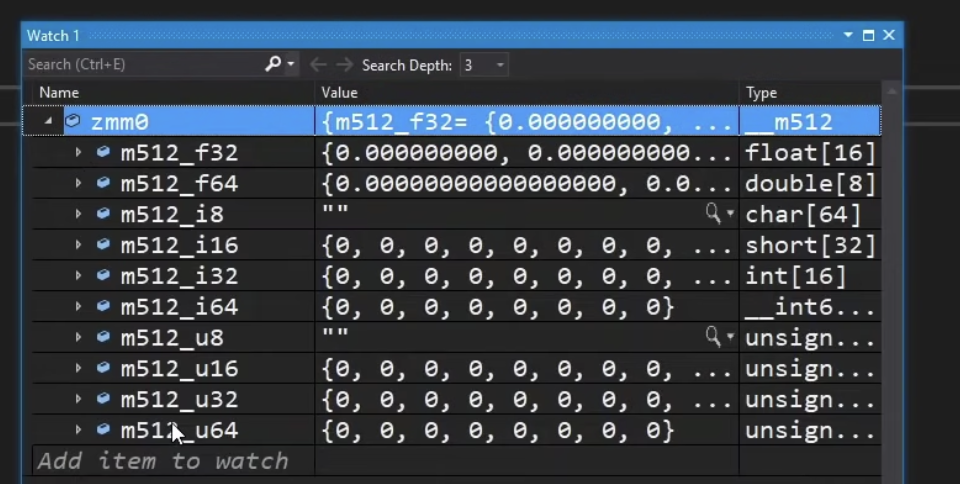 Watch 1
Search (Ctrl+E) Search Depth: 3
Name Value Type
zmm0 {m512_f32= {0.000000000, ... __m512
m512_f32 {0.000000000, 0.000000000... float[16]
m512_f64 {0.00000000000000000, 0.0... double[8]
m512_i8 "" char[64]
m512_i16 {0, 0, 0, 0, 0, 0, 0, 0, ... short[32]
m512_i32 {0, 0, 0, 0, 0, 0, 0, 0, ... int[16]
m512_i64 {0, 0, 0, 0, 0, 0, 0, 0} __int6...
m512_u8 "" unsign...
m512_u16 {0, 0, 0, 0, 0, 0, 0, 0, ... unsign...
m512_u32 {0, 0, 0, 0, 0, 0, 0, 0, ... unsign...
m512_u64 {0, 0, 0, 0, 0, 0, 0, 0} unsign...
Add item to watch